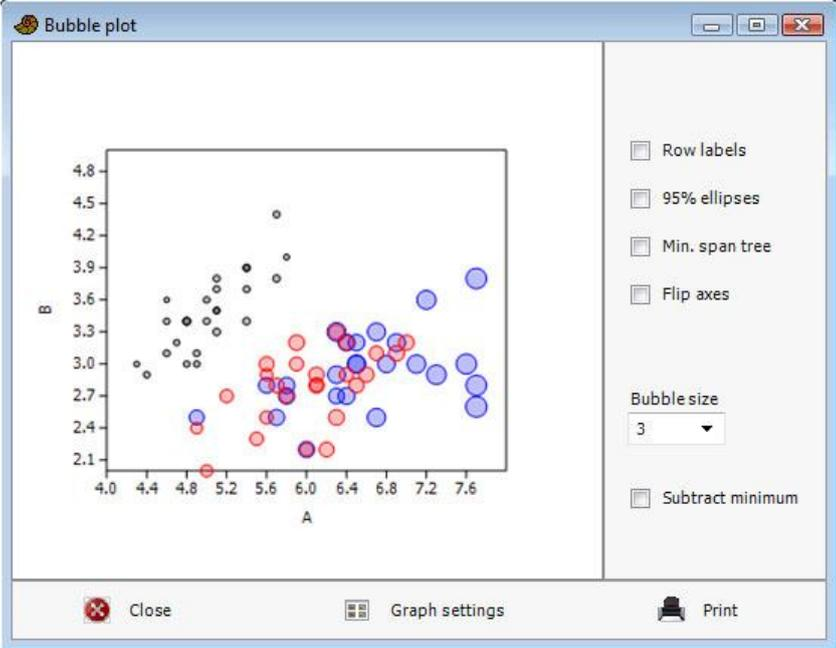 Bubble plot
4.8
4.5
4.2
3.9
3.6
3.3
3.0
2.7
2.4
2.1
B
4.0 4.4 4.8 5.2 5.6 6.0 6.4 6.8 7.2 7.6
A
Row labels
95% ellipses
Min. span tree
Flip axes
Bubble size
3
Subtract minimum
Close Graph settings Print